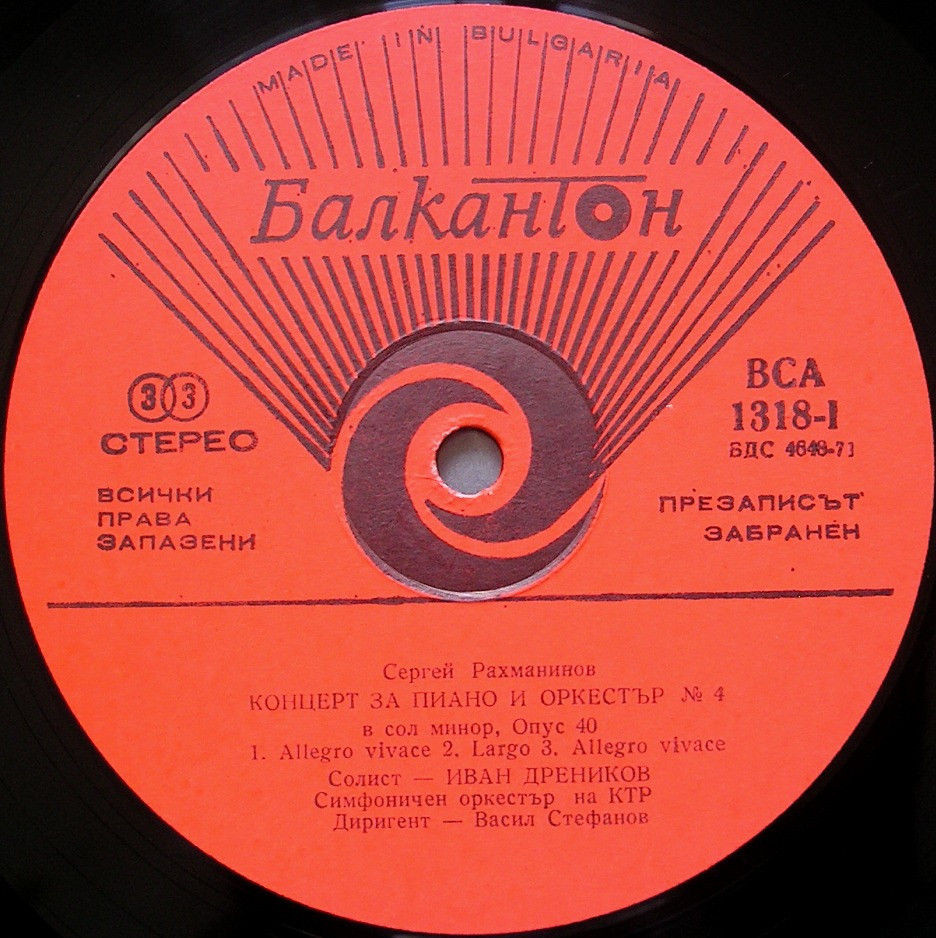 MADE IN BULGARIA
Балкантон
33
СТЕРЕО
ВСИЧКИ
ПРАВА
ЗАПАЗЕНИ
ВСА
1318-I
БДС 4648-71
ПРЕЗАПИСЪТ
ЗАБРАНЕН
Сергей Рахманинов
КОНЦЕРТ ЗА ПИАНО И ОРКЕСТЪР № 4
в сол минор, Опус 40
1. Allegro vivace 2. Largo 3. Allegro vivace
Солист — ИВАН ДРЕНИКОВ
Симфоничен оркестър на КТР
Диригент — Васил Стефанов